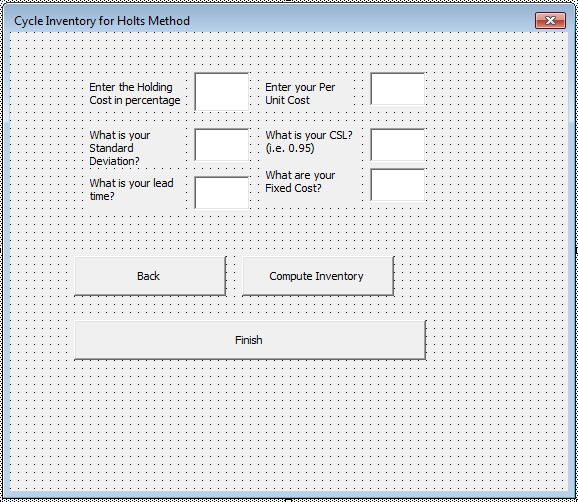 Cycle Inventory for Holts Method
Enter the Holding
Cost in percentage
Enter your Per
Unit Cost
What is your
Standard
Deviation?
What is your CSL?
(i.e. 0.95)
What is your lead
time?
What are your
Fixed Cost?
Back
Compute Inventory
Finish